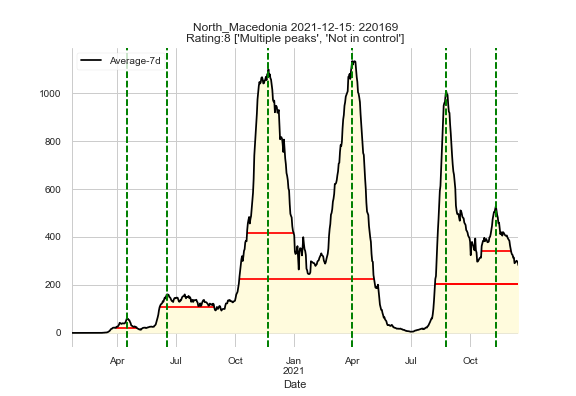 North_Macedonia 2021-12-15: 220169
Rating:8 ['Multiple peaks', 'Not in control']
Average-7d
1000
800
600
400
200
0
Apr Jul Oct Jan Apr Jul Oct
2021
Date